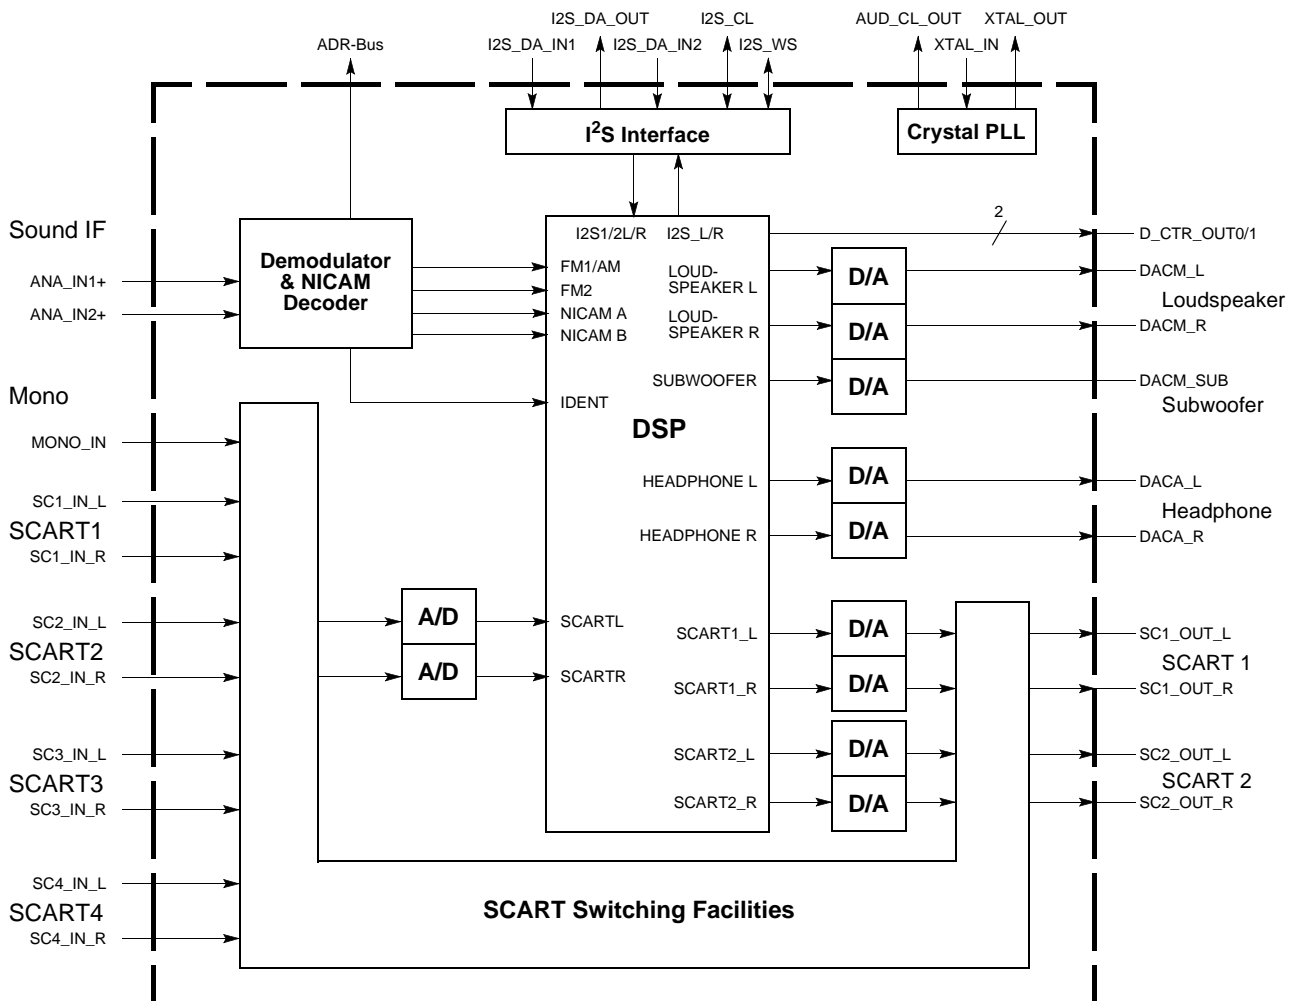 I2S_DA_OUT
I2S_CL
AUD_CL_OUT
XTAL_OUT
ADR-Bus
I2S_DA_IN1
I2S_DA_IN2
I2S_WS
XTAL_IN
I2S Interface
Crystal PLL
Sound IF
ANA_IN1+
ANA_IN2+
Demodulator
& NICAM
Decoder
I2S1/2L/R
I2S_L/R
FM1/AM
FM2
NICAM A
NICAM B
IDENT
LOUD-
SPEAKER L
LOUD-
SPEAKER R
SUBWOOFER
DSP
HEADPHONE L
HEADPHONE R
2
D_CTR_OUT0/1
D/A
DACM_L
Loudspeaker
D/A
DACM_R
D/A
DACM_SUB
Subwoofer
D/A
DACA_L
Headphone
D/A
DACA_R
Mono
MONO_IN
SC1_IN_L
SCART1
SC1_IN_R
SC2_IN_L
SCART2
SC2_IN_R
SC3_IN_L
SCART3
SC3_IN_R
SC4_IN_L
SCART4
SC4_IN_R
A/D
A/D
SCARTL
SCARTR
SCART1_L
SCART1_R
SCART2_L
SCART2_R
D/A
D/A
D/A
D/A
SC1_OUT_L
SCART 1
SC1_OUT_R
SC2_OUT_L
SCART 2
SC2_OUT_R
SCART Switching Facilities